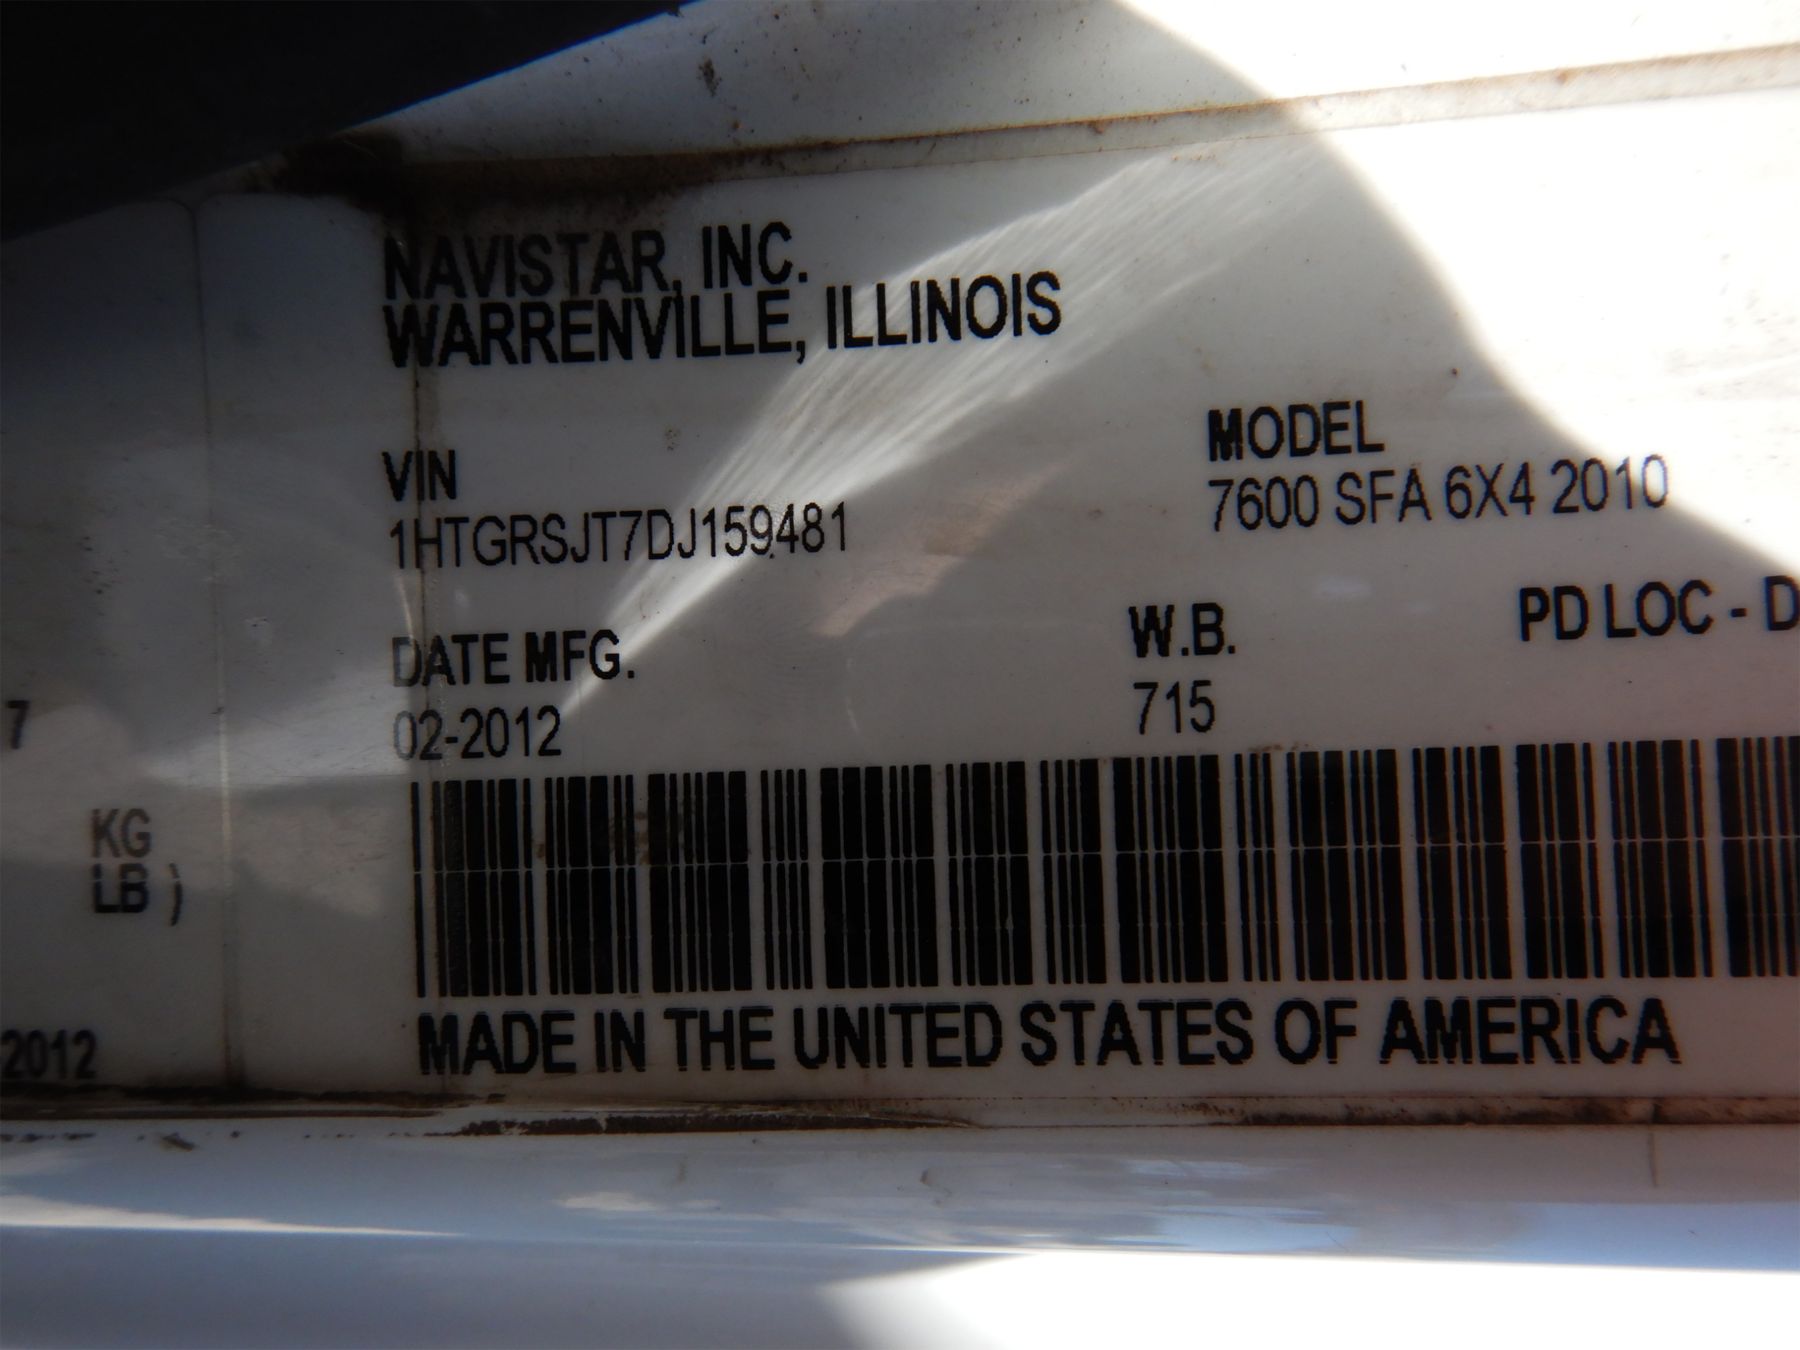 NAVISTAR, INC.
WARRENVILLE, ILLINOIS
VIN
1HTGRSJT7DJ159481
MODEL
7600 SFA 6X4 2010
DATE MFG.
02-2012
W.B.
715
PD LOC - D
7
KG
LB )
2012
MADE IN THE UNITED STATES OF AMERICA